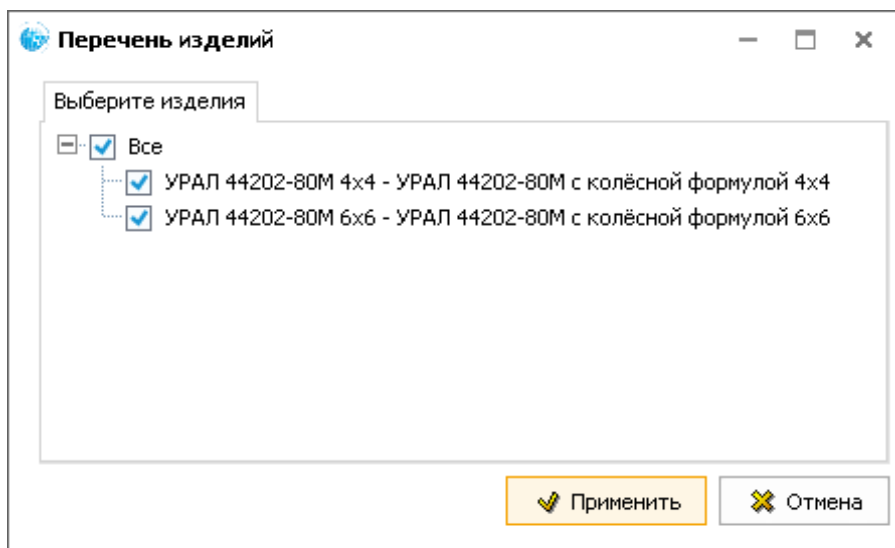 Перечень изделий
Выберите изделия
Все
УРАЛ 44202-80М 4x4 - УРАЛ 44202-80М с колёсной формулой 4x4
УРАЛ 44202-80М 6x6 - УРАЛ 44202-80М с колёсной формулой 6x6
Применить
Отмена